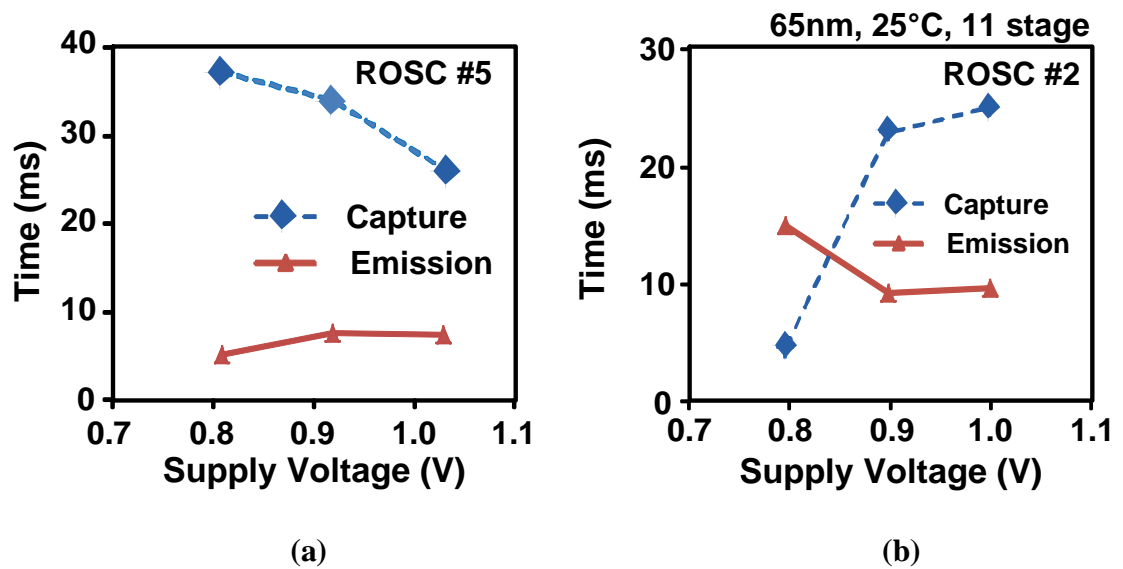 40
30
20
10
0
0.7 0.8 0.9 1.0 1.1
Time (ms)
Supply Voltage (V)
ROSC #5
Capture
Emission
(a)
65nm, 25°C, 11 stage
30
20
10
0
0.7 0.8 0.9 1.0 1.1
Time (ms)
Supply Voltage (V)
ROSC #2
Capture
Emission
(b)